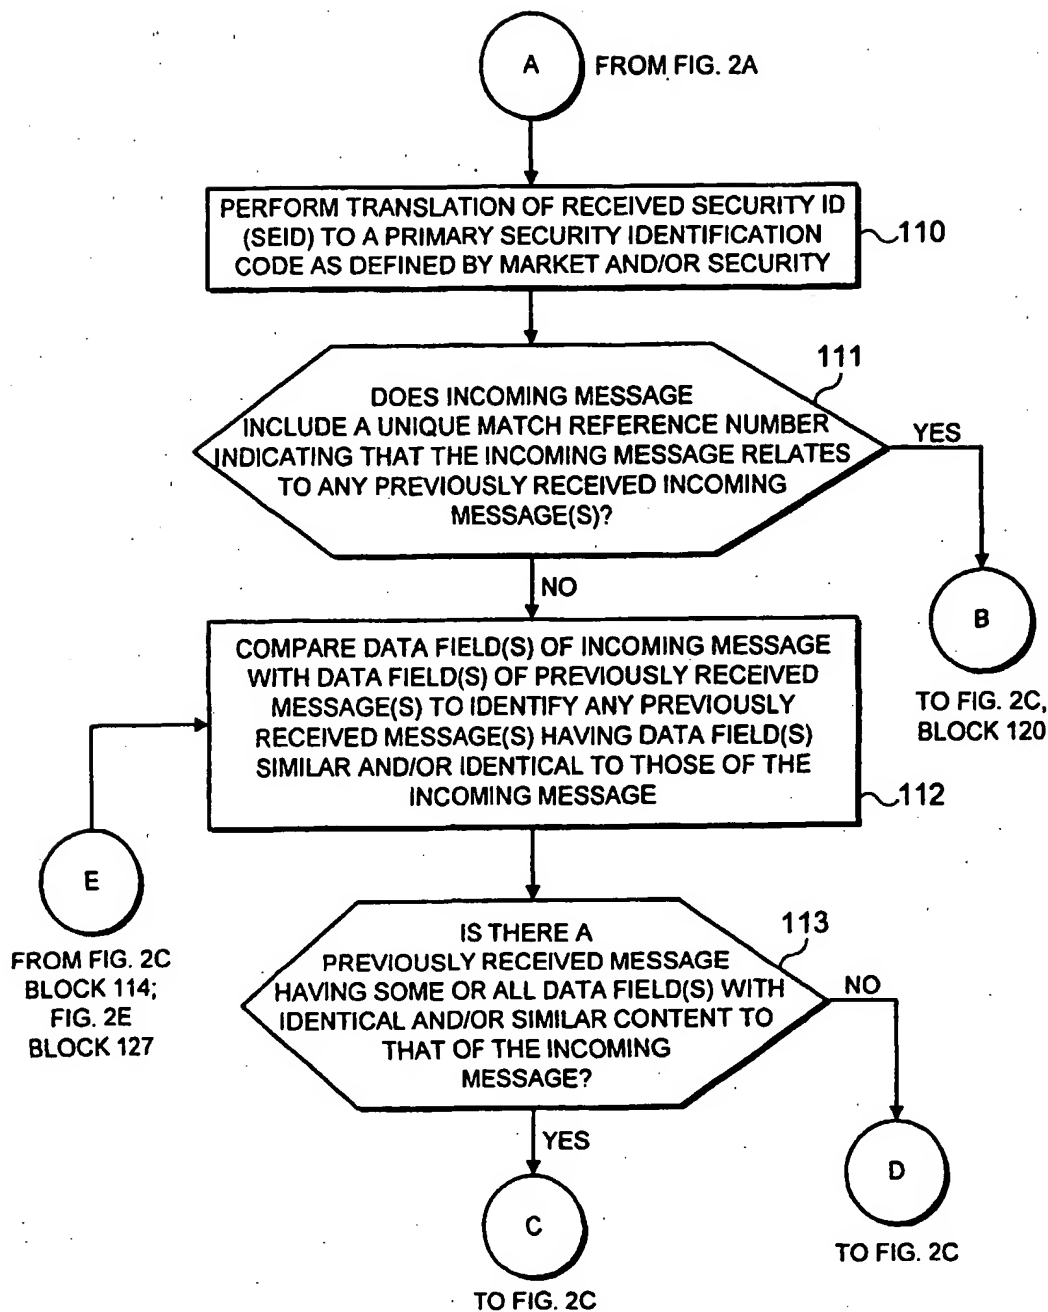 A
FROM FIG. 2A
PERFORM TRANSLATION OF RECEIVED SECURITY ID
(SEID) TO A PRIMARY SECURITY IDENTIFICATION
CODE AS DEFINED BY MARKET AND/OR SECURITY
110
111
DOES INCOMING MESSAGE
INCLUDE A UNIQUE MATCH REFERENCE NUMBER
INDICATING THAT THE INCOMING MESSAGE RELATES
TO ANY PREVIOUSLY RECEIVED INCOMING
MESSAGE(S)?
YES
NO
B
TO FIG. 2C,
BLOCK 120
COMPARE DATA FIELD(S) OF INCOMING MESSAGE
WITH DATA FIELD(S) OF PREVIOUSLY RECEIVED
MESSAGE(S) TO IDENTIFY ANY PREVIOUSLY
RECEIVED MESSAGE(S) HAVING DATA FIELD(S)
SIMILAR AND/OR IDENTICAL TO THOSE OF THE
INCOMING MESSAGE
112
E
FROM FIG. 2C
BLOCK 114;
FIG. 2E
BLOCK 127
113
IS THERE A
PREVIOUSLY RECEIVED MESSAGE
HAVING SOME OR ALL DATA FIELD(S) WITH
IDENTICAL AND/OR SIMILAR CONTENT TO
THAT OF THE INCOMING
MESSAGE?
NO
YES
D
TO FIG. 2C
C
TO FIG. 2C